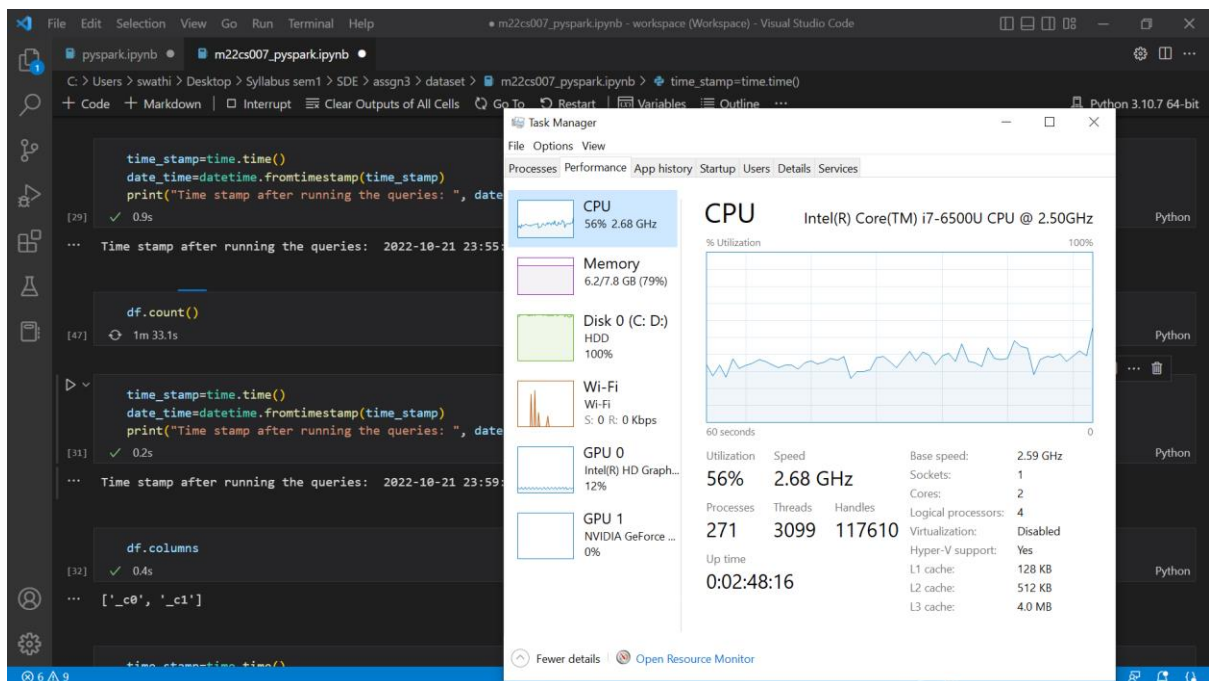 File Edit Selection View Go Run Terminal Help
● m22cs007_pyspark.ipynb - workspace (Workspace) - Visual Studio Code
pyspark.ipynb ●
m22cs007_pyspark.ipynb ●
C: > Users > swathi > Desktop > Syllabus sem1 > SDE > assgn3 > dataset > m22cs007_pyspark.ipynb > time_stamp=time.time()
+ Code + Markdown | Interrupt Clear Outputs of All Cells Go To Restart | Variables Outline ...
Python 3.10.7 64-bit
time_stamp=time.time()
date_time=datetime.fromtimestamp(time_stamp)
print("Time stamp after running the queries: ", date
[29] ✓ 0.9s
Python
... Time stamp after running the queries: 2022-10-21 23:55:
df.count()
[47] 1m 33.1s
Python
time_stamp=time.time()
date_time=datetime.fromtimestamp(time_stamp)
print("Time stamp after running the queries: ", date
[31] ✓ 0.2s
Python
... Time stamp after running the queries: 2022-10-21 23:59:
df.columns
[32] ✓ 0.4s
Python
... ['_c0', '_c1']
time_stamp=time.time()
6 9
1
Task Manager
File Options View
Processes Performance App history Startup Users Details Services
CPU
56% 2.68 GHz
Memory
6.2/7.8 GB (79%)
Disk 0 (C: D:)
HDD
100%
Wi-Fi
Wi-Fi
S: 0 R: 0 Kbps
GPU 0
Intel(R) HD Graph...
12%
GPU 1
NVIDIA GeForce ...
0%
CPU
Intel(R) Core(TM) i7-6500U CPU @ 2.50GHz
% Utilization 100%
60 seconds 0
Utilization Speed
56% 2.68 GHz
Processes Threads Handles
271 3099 117610
Up time
0:02:48:16
Base speed: 2.59 GHz
Sockets: 1
Cores: 2
Logical processors: 4
Virtualization: Disabled
Hyper-V support: Yes
L1 cache: 128 KB
L2 cache: 512 KB
L3 cache: 4.0 MB
Fewer details
Open Resource Monitor